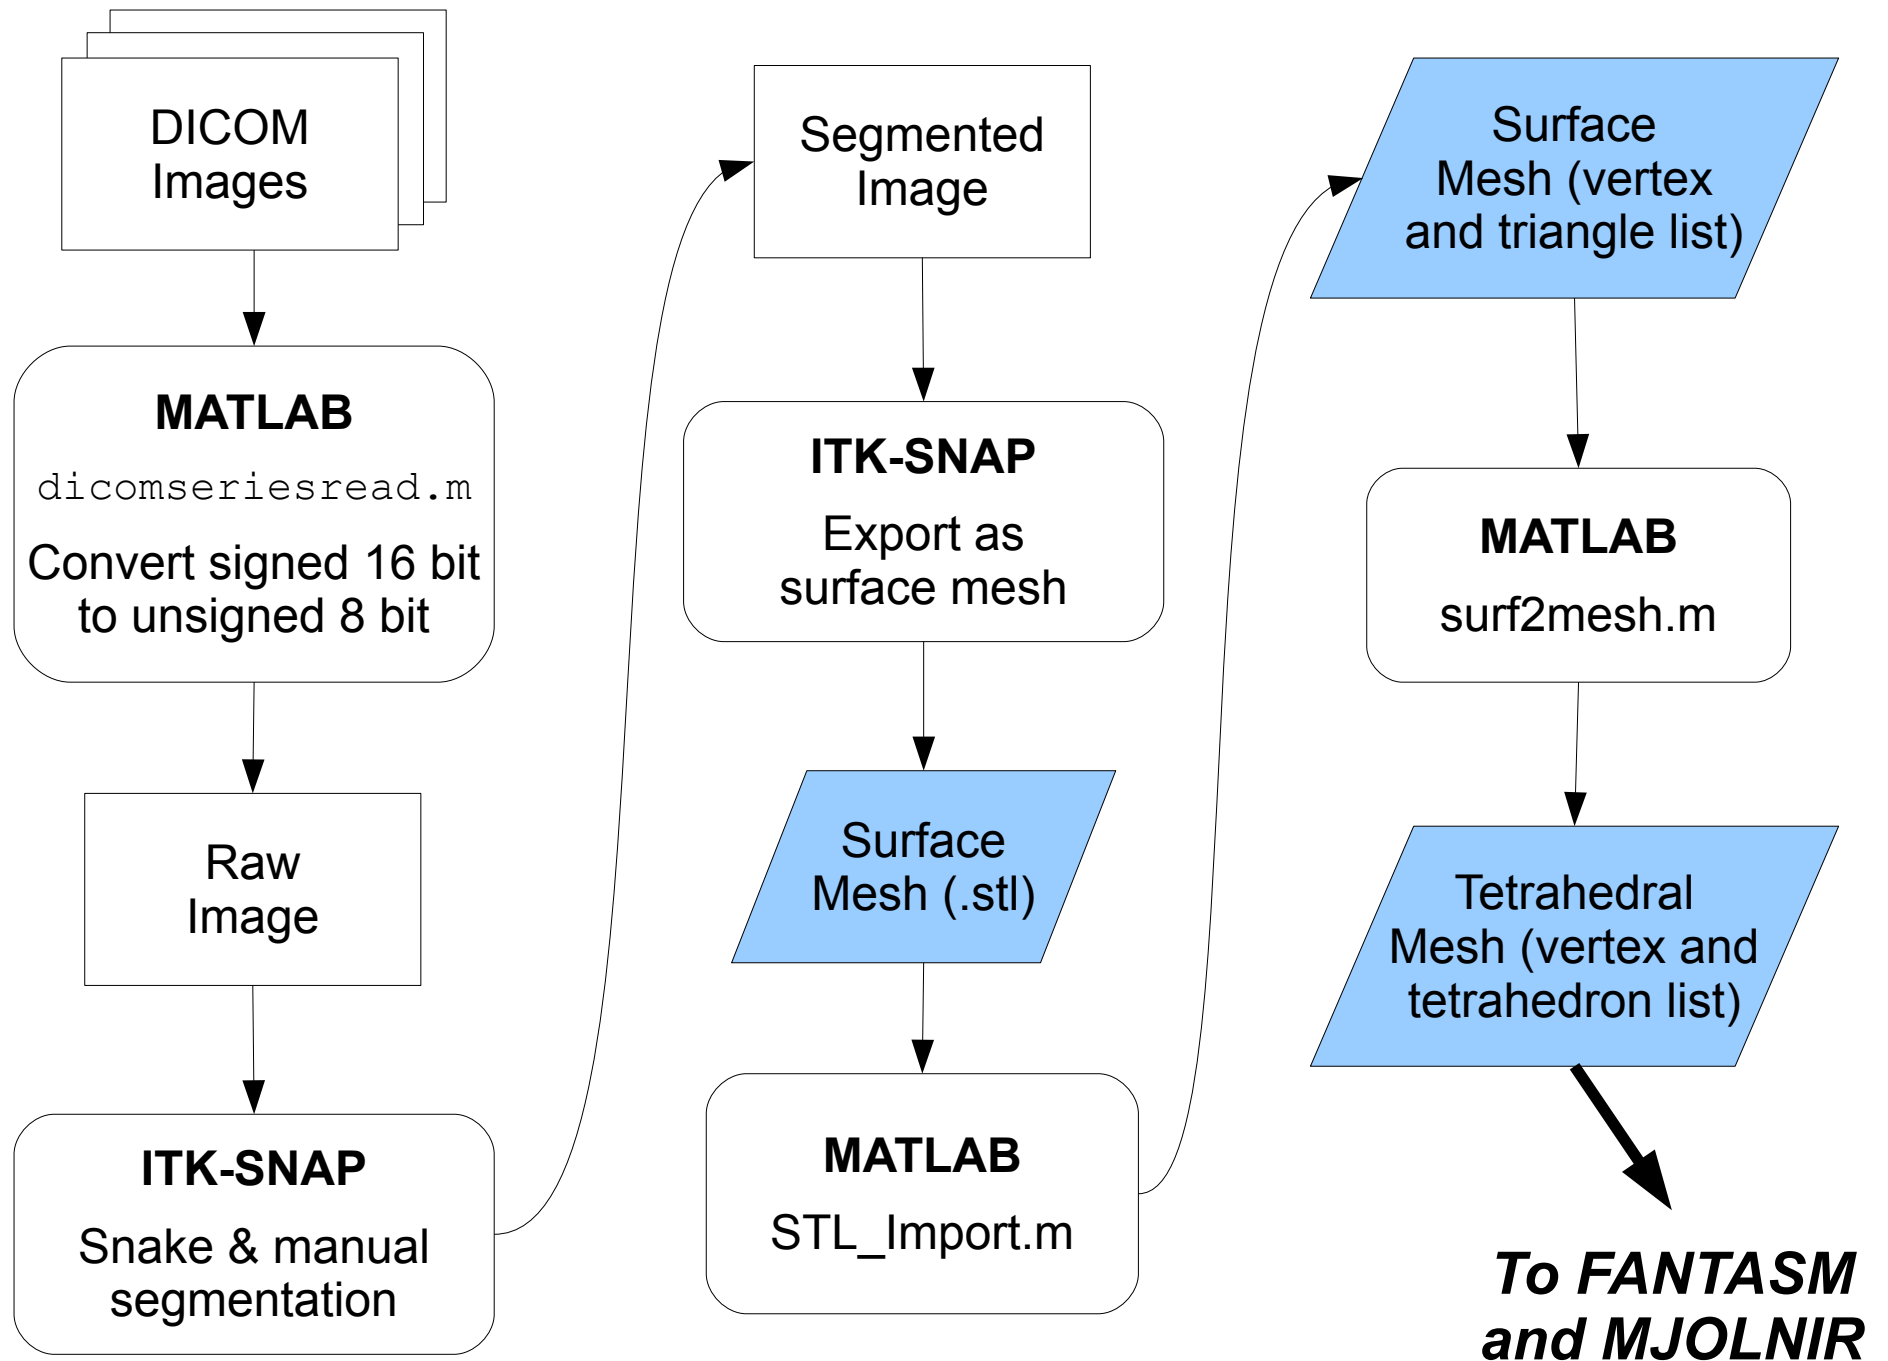 DICOM
Images
MATLAB
dicomseriesread.m
Convert signed 16 bit
to unsigned 8 bit
Raw
Image
ITK-SNAP
Snake & manual
segmentation
Segmented
Image
ITK-SNAP
Export as
surface mesh
Surface
Mesh (.stl)
MATLAB
STL_Import.m
Surface
Mesh (vertex
and triangle list)
MATLAB
surf2mesh.m
Tetrahedral
Mesh (vertex and
tetrahedron list)
To FANTASM
and MJOLNIR